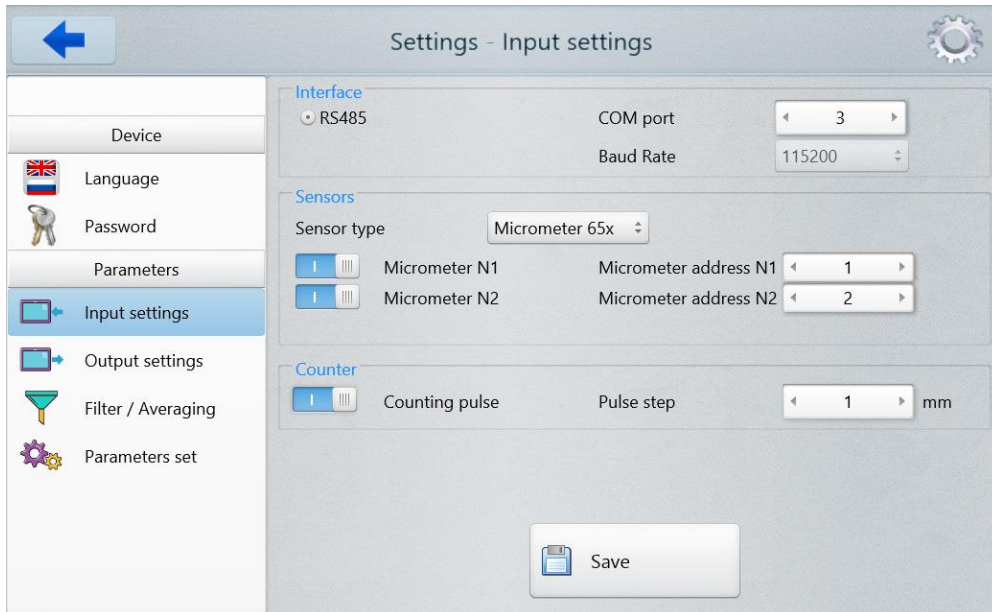 Settings - Input settings
Device
Language
Password
Parameters
Input settings
Output settings
Filter / Averaging
Parameters set
Interface
RS485
COM port
3
Baud Rate
115200
Sensors
Sensor type
Micrometer 65x
Micrometer N1
Micrometer address N1
1
Micrometer N2
Micrometer address N2
2
Counter
Counting pulse
Pulse step
1
mm
Save